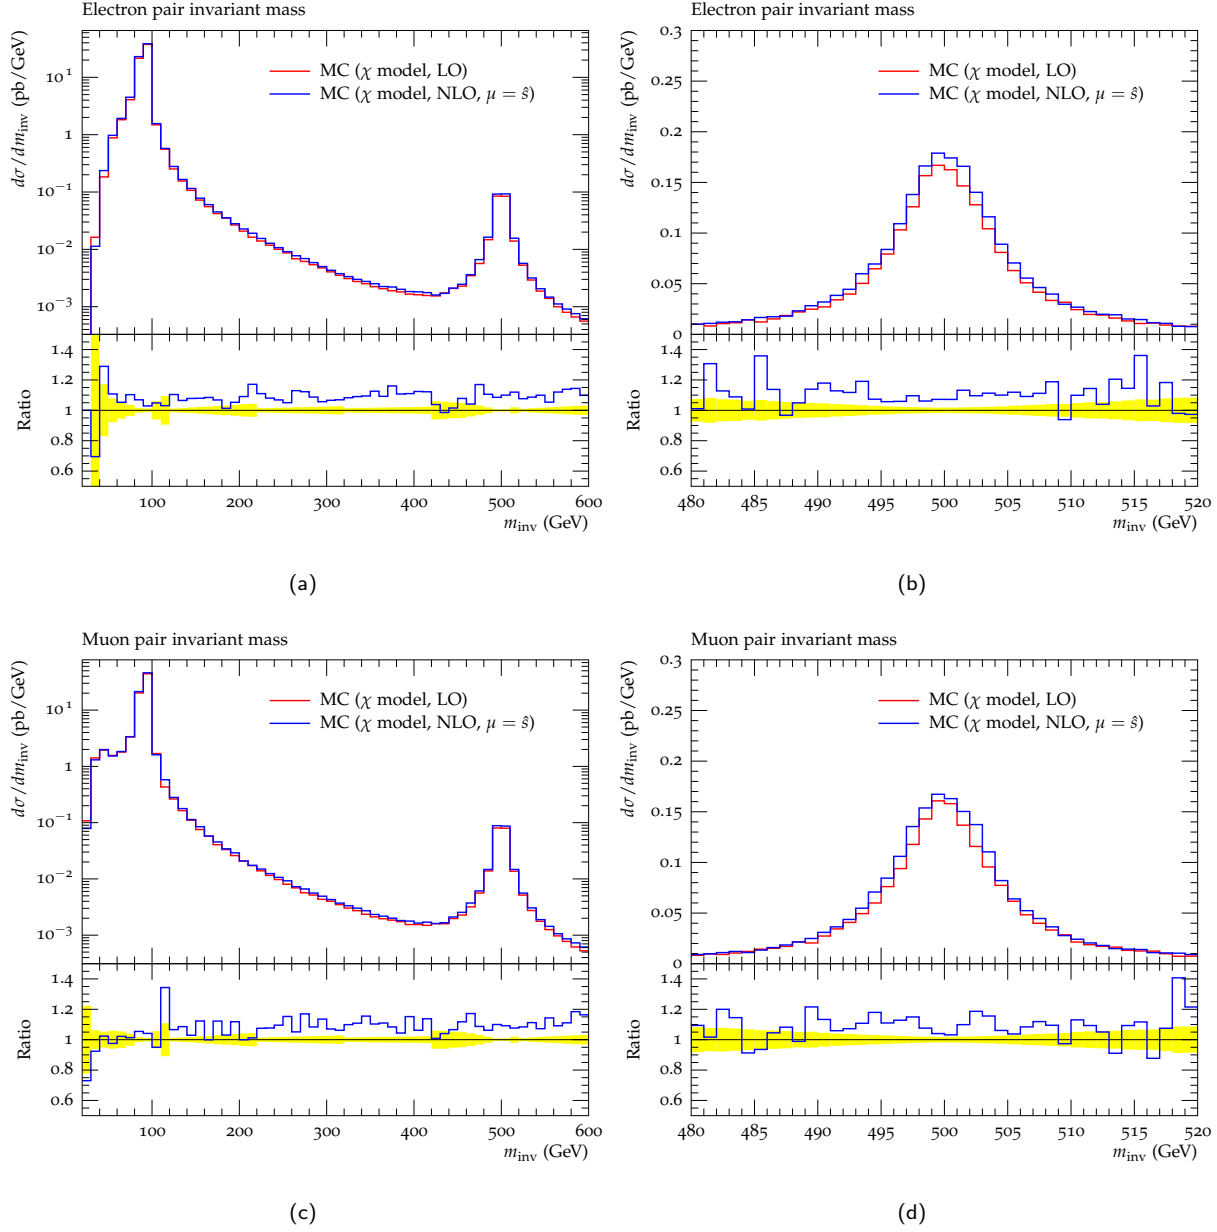 Electron pair invariant mass
dσ/dm_inv (pb/GeV)
10¹
1
10⁻¹
10⁻²
10⁻³
MC (χ model, LO)
MC (χ model, NLO, μ = ŝ)
Ratio
1.4
1.2
1
0.8
0.6
100 200 300 400 500 600
m_inv (GeV)
(a)
Electron pair invariant mass
dσ/dm_inv (pb/GeV)
0.3
0.25
0.2
0.15
0.1
0.05
0
MC (χ model, LO)
MC (χ model, NLO, μ = ŝ)
Ratio
1.4
1.2
1
0.8
0.6
480 485 490 495 500 505 510 515 520
m_inv (GeV)
(b)
Muon pair invariant mass
dσ/dm_inv (pb/GeV)
10¹
1
10⁻¹
10⁻²
10⁻³
MC (χ model, LO)
MC (χ model, NLO, μ = ŝ)
Ratio
1.4
1.2
1
0.8
0.6
100 200 300 400 500 600
m_inv (GeV)
(c)
Muon pair invariant mass
dσ/dm_inv (pb/GeV)
0.3
0.25
0.2
0.15
0.1
0.05
0
MC (χ model, LO)
MC (χ model, NLO, μ = ŝ)
Ratio
1.4
1.2
1
0.8
0.6
480 485 490 495 500 505 510 515 520
m_inv (GeV)
(d)